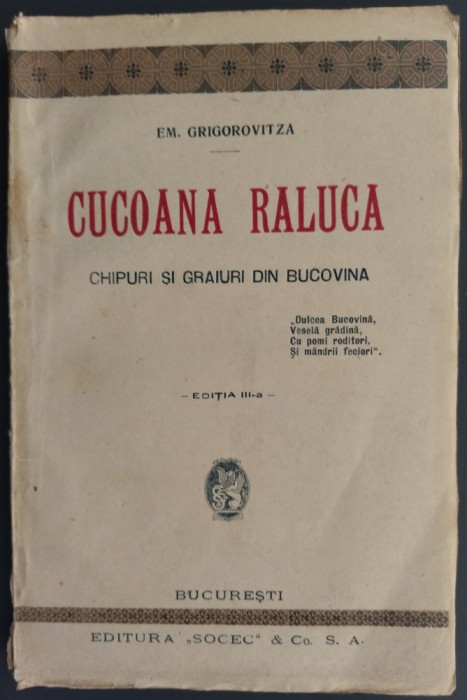 EM. GRIGOROVITZA
CUCOANA RALUCA
CHIPURI ȘI GRAIURI DIN BUCOVINA
„Dulcea Bucovină,
Veselă grădină,
Cu pomi roditori,
Și mândrii feciori“.
— EDIȚIA III-a —
BUCUREȘTI
EDITURA „SOCEC“ & Co. S. A.